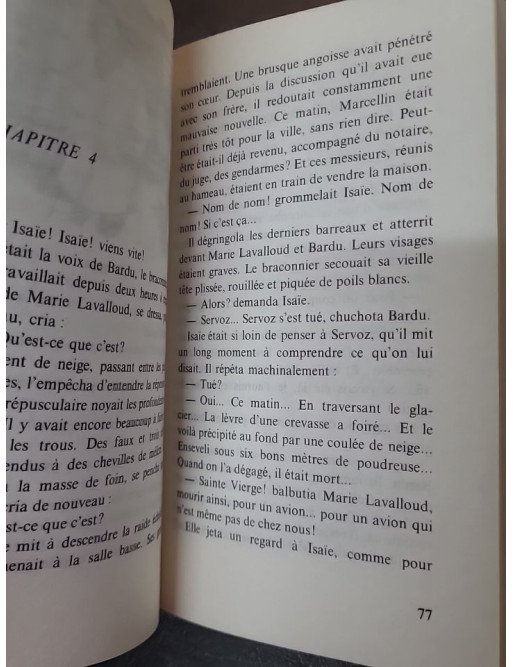 CHAPITRE 4
Isaïe! Isaïe! viens vite!
était la voix de Bardu, le braconnier
travaillait depuis deux heures
de Marie Lavalloud, se
cria :
Qu'est-ce que c'est?
de neige, passant entre
l'empêcha d'entendre la
crépusculaire noyait les
Il y avait encore beaucoup à
les trous. Des faux et
à des chevilles de
la masse de foin, se
cria de nouveau :
que c'est?
mit à descendre la raide
à la salle basse. Ses
tremblaient. Une brusque angoisse avait pénétré
son cœur. Depuis la discussion qu'il avait eue
avec son frère, il redoutait constamment une
mauvaise nouvelle. Ce matin, Marcellin était
parti très tôt pour la ville, sans rien dire. Peut-
être était-il déjà revenu, accompagné du notaire,
du juge, des gendarmes? Et ces messieurs, réunis
au hameau, étaient en train de vendre la maison.
— Nom de nom! grommelait Isaïe. Nom de
nom! Si c'est ça...
Il dégringola les derniers barreaux et atterrit
devant Marie Lavalloud et Bardu. Leurs visages
étaient graves. Le braconnier secouait sa vieille
tête plissée, rouillée et piquée de poils blancs.
— Alors? demanda Isaïe.
— Servoz... Servoz s'est tué, chuchota Bardu.
Isaïe était si loin de penser à Servoz, qu'il mit
un long moment à comprendre ce qu'on lui
disait. Il répéta machinalement :
— Tué?
— Oui... Ce matin... En traversant le gla-
cier... La lèvre d'une crevasse a foiré... Et le
voilà précipité au fond par une coulée de neige...
Enseveli sous six bons mètres de poudreuse...
Quand on l'a dégagé, il était mort...
— Sainte Vierge! balbutia Marie Lavalloud,
mourir ainsi, pour un avion... pour un avion qui
n'est même pas de chez nous!
Elle jeta un regard à Isaïe, comme pour
77